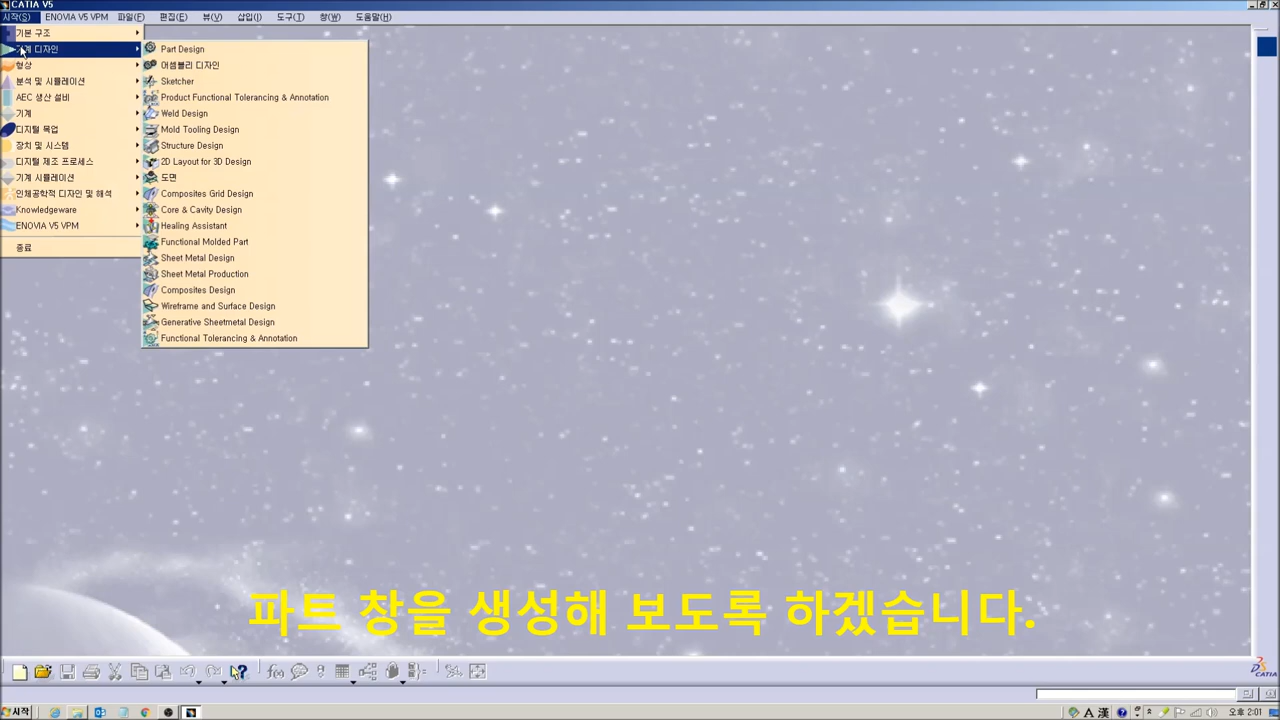 CATIA V5
시작(S) ENOVIA V5 VPM 파일(F) 편집(E) 뷰(V) 삽입(I) 도구(T) 창(W) 도움말(H)
기본 구조
기계 디자인
형상
분석 및 시뮬레이션
AEC 생산 설비
기계
디지털 목업
장치 및 시스템
디지털 제조 프로세스
기계 시뮬레이션
인체공학적 디자인 및 해석
Knowledgeware
ENOVIA V5 VPM
종료
Part Design
어셈블리 디자인
Sketcher
Product Functional Tolerancing & Annotation
Weld Design
Mold Tooling Design
Structure Design
2D Layout for 3D Design
도면
Composites Grid Design
Core & Cavity Design
Healing Assistant
Functional Molded Part
Sheet Metal Design
Sheet Metal Production
Composites Design
Wireframe and Surface Design
Generative Sheetmetal Design
Functional Tolerancing & Annotation
파트 창을 생성해 보도록 하겠습니다.
CATIA
시작
A 漢 오후 2:01